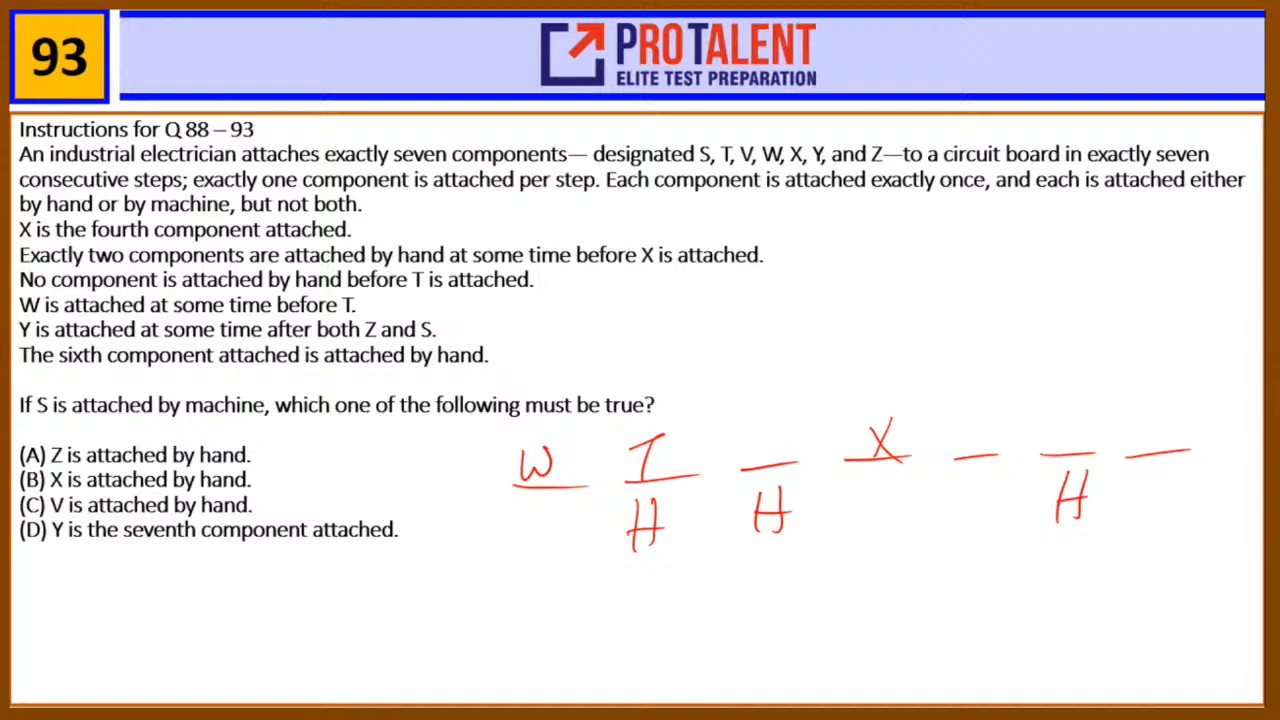 93
PROTALENT
ELITE TEST PREPARATION
Instructions for Q 88 – 93
An industrial electrician attaches exactly seven components— designated S, T, V, W, X, Y, and Z—to a circuit board in exactly seven
consecutive steps; exactly one component is attached per step. Each component is attached exactly once, and each is attached either
by hand or by machine, but not both.
X is the fourth component attached.
Exactly two components are attached by hand at some time before X is attached.
No component is attached by hand before T is attached.
W is attached at some time before T.
Y is attached at some time after both Z and S.
The sixth component attached is attached by hand.
If S is attached by machine, which one of the following must be true?
(A) Z is attached by hand.
(B) X is attached by hand.
(C) V is attached by hand.
(D) Y is the seventh component attached.
W T X
H H H